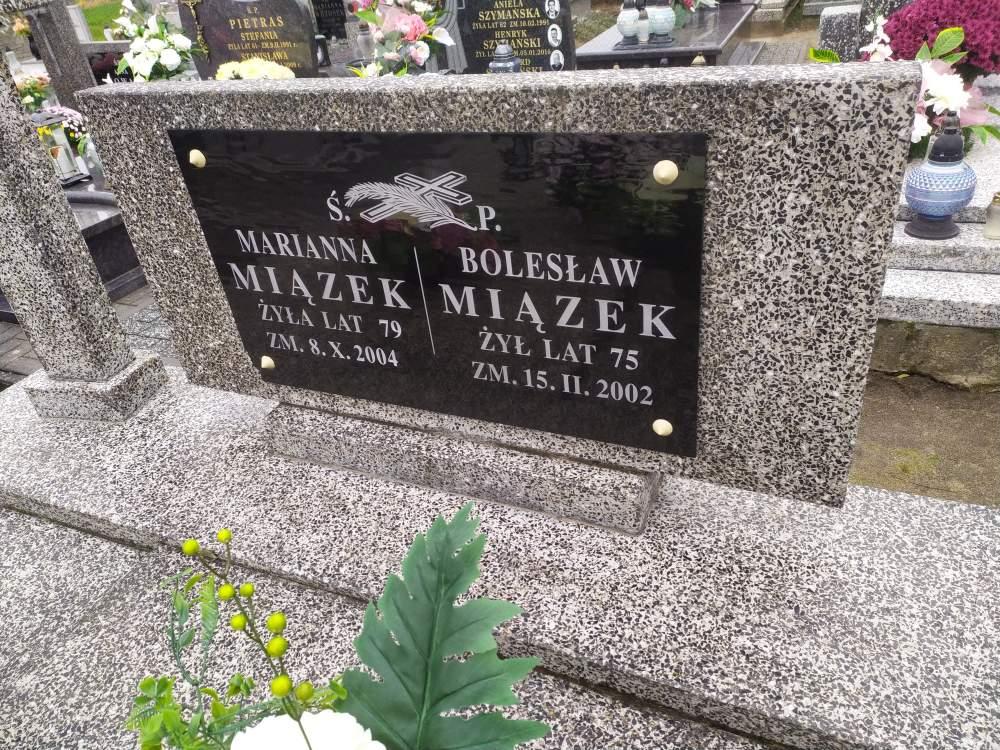 Ś. P.
MARIANNA
MIĄZEK
ŻYŁA LAT 79
ZM. 8.X.2004
BOLESŁAW
MIĄZEK
ŻYŁ LAT 75
ZM. 15.II.2002
Ś.P.
PIETRAS
STEFANIA
STANISŁAWA
ANIELA
SZYMAŃSKA
HENRYK
SZYMAŃSKI